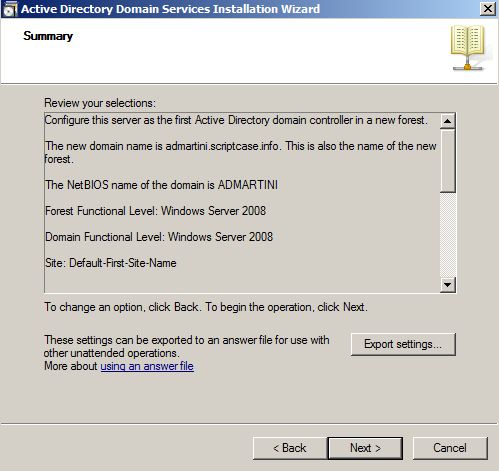 Active Directory Domain Services Installation Wizard
Summary
Review your selections:
Configure this server as the first Active Directory domain controller in a new forest.
The new domain name is admartini.scriptcase.info. This is also the name of the new
forest.
The NetBIOS name of the domain is ADMARTINI
Forest Functional Level: Windows Server 2008
Domain Functional Level: Windows Server 2008
Site: Default-First-Site-Name
To change an option, click Back. To begin the operation, click Next.
These settings can be exported to an answer file for use with
other unattended operations.
More about using an answer file
Export settings...
< Back
Next >
Cancel